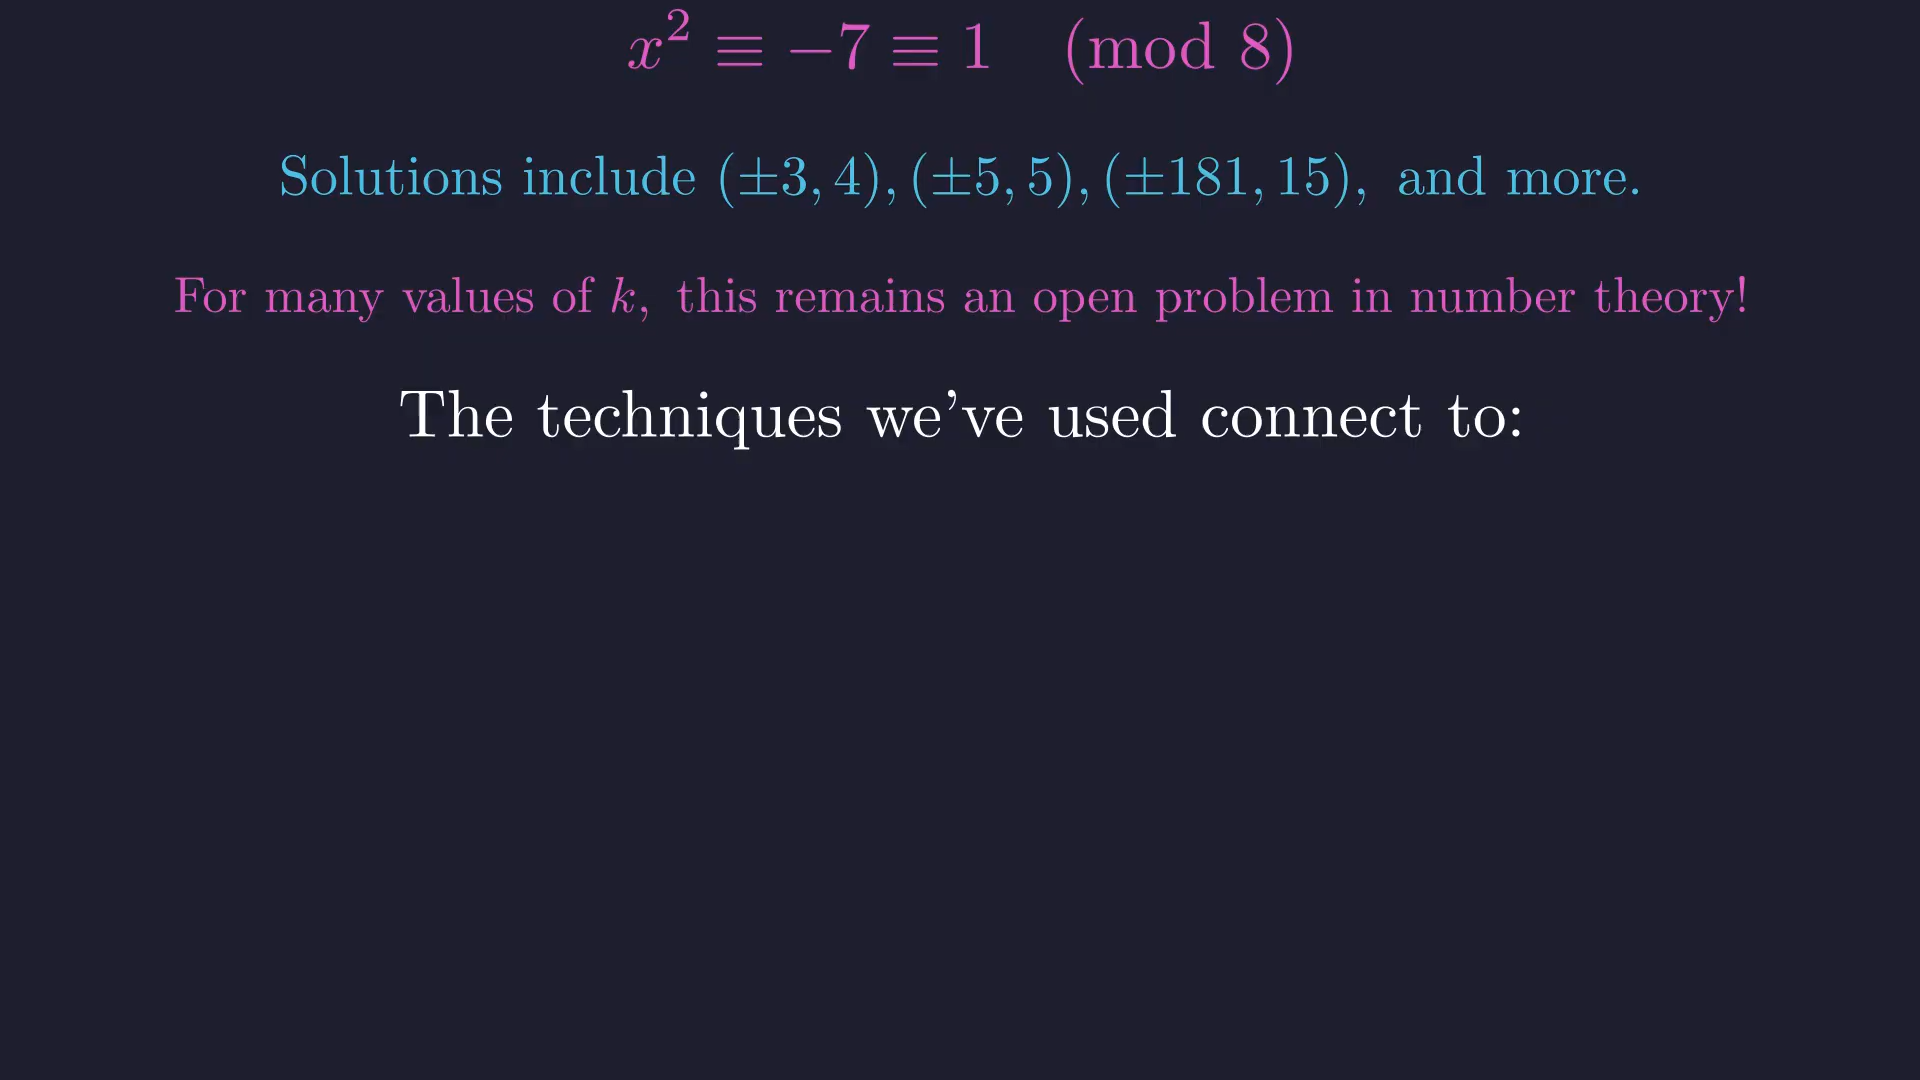 x² ≡ −7 ≡ 1 (mod 8)
Solutions include (±3, 4), (±5, 5), (±181, 15), and more.
For many values of k, this remains an open problem in number theory!
The techniques we've used connect to: